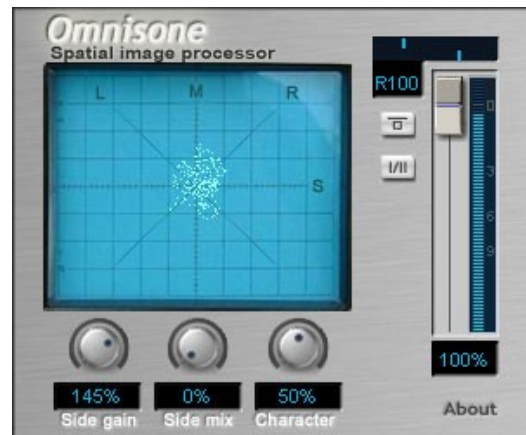 Omnisone
Spatial image processor
L M R
S
R100
I/II
0
3
6
9
100%
145% 0% 50%
Side gain Side mix Character
About